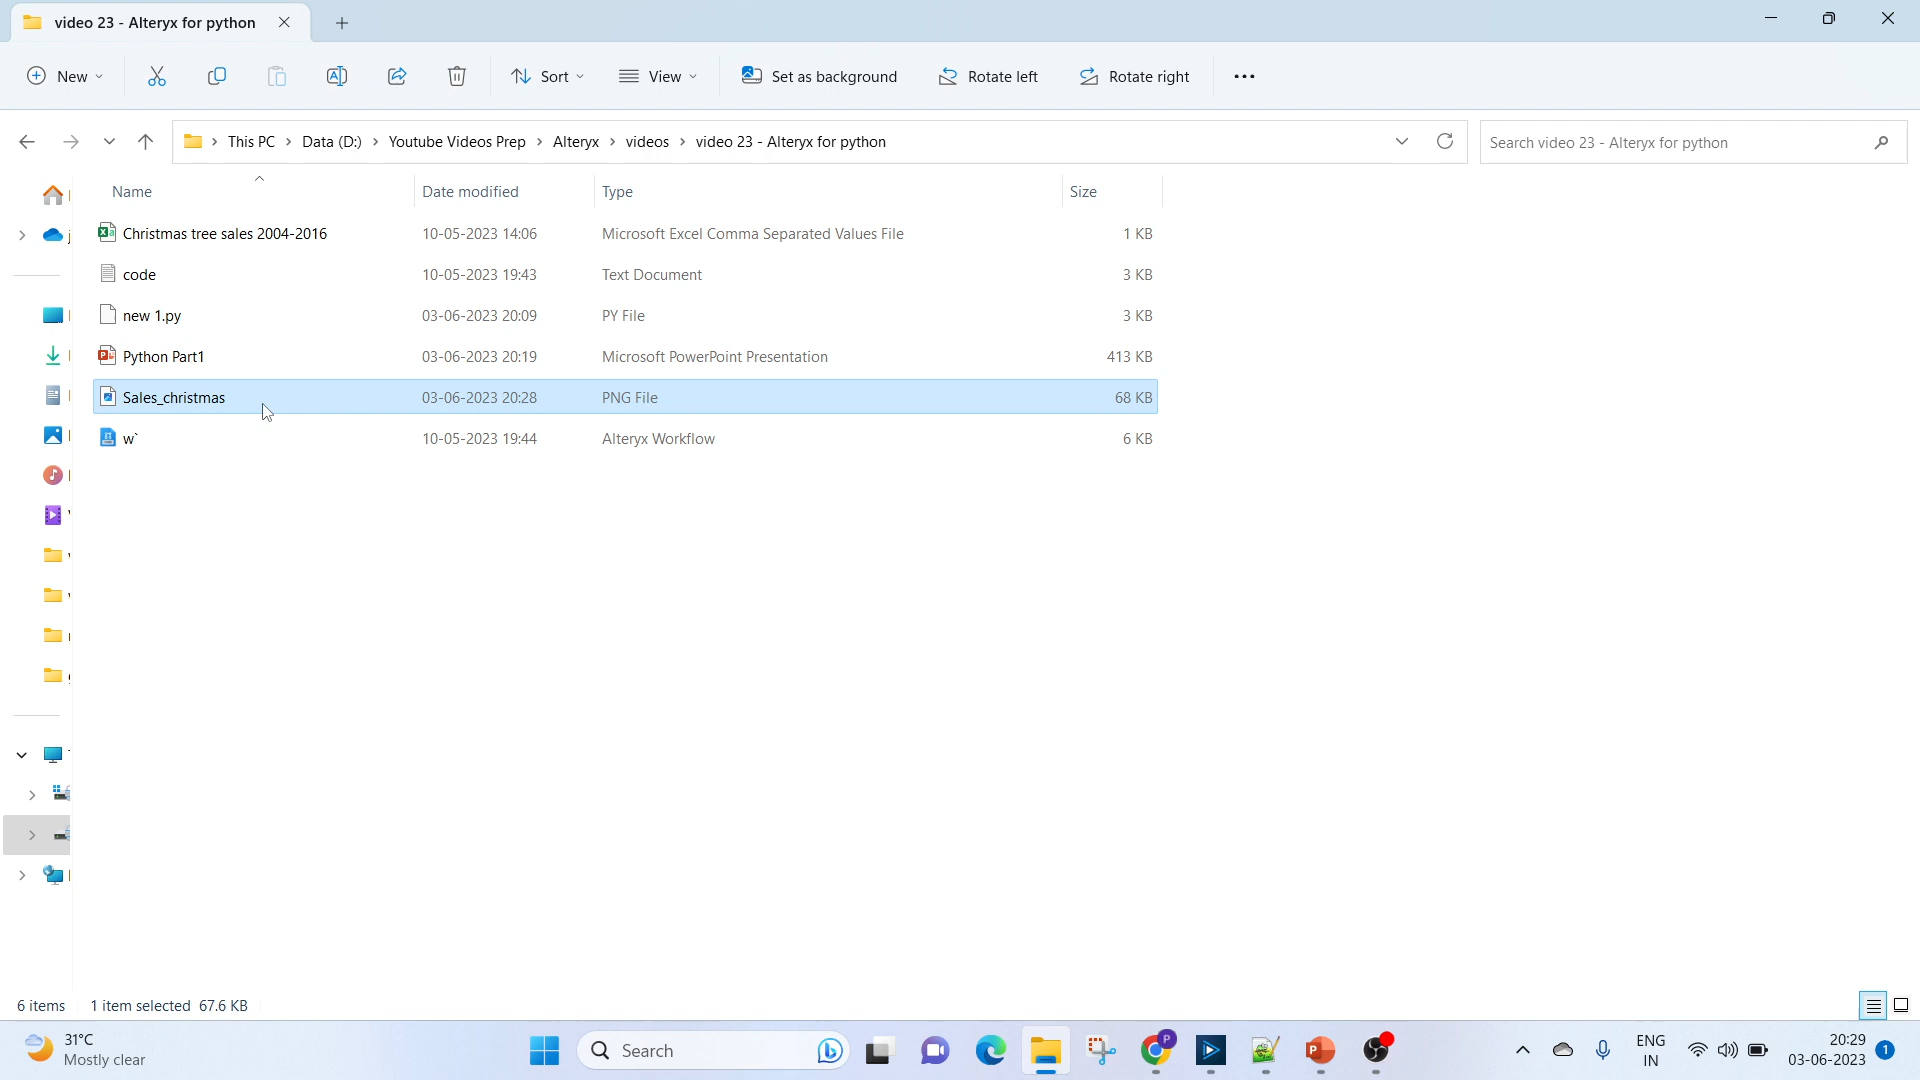 video 23 - Alteryx for python
New
Sort
View
Set as background
Rotate left
Rotate right
This PC > Data (D:) > Youtube Videos Prep > Alteryx > videos > video 23 - Alteryx for python
Search video 23 - Alteryx for python
Name Date modified Type Size
Christmas tree sales 2004-2016 10-05-2023 14:06 Microsoft Excel Comma Separated Values File 1 KB
code 10-05-2023 19:43 Text Document 3 KB
new 1.py 03-06-2023 20:09 PY File 3 KB
Python Part1 03-06-2023 20:19 Microsoft PowerPoint Presentation 413 KB
Sales_christmas 03-06-2023 20:28 PNG File 68 KB
w` 10-05-2023 19:44 Alteryx Workflow 6 KB
6 items 1 item selected 67.6 KB
31°C
Mostly clear
Search
P
ENG
IN
20:29
03-06-2023
1